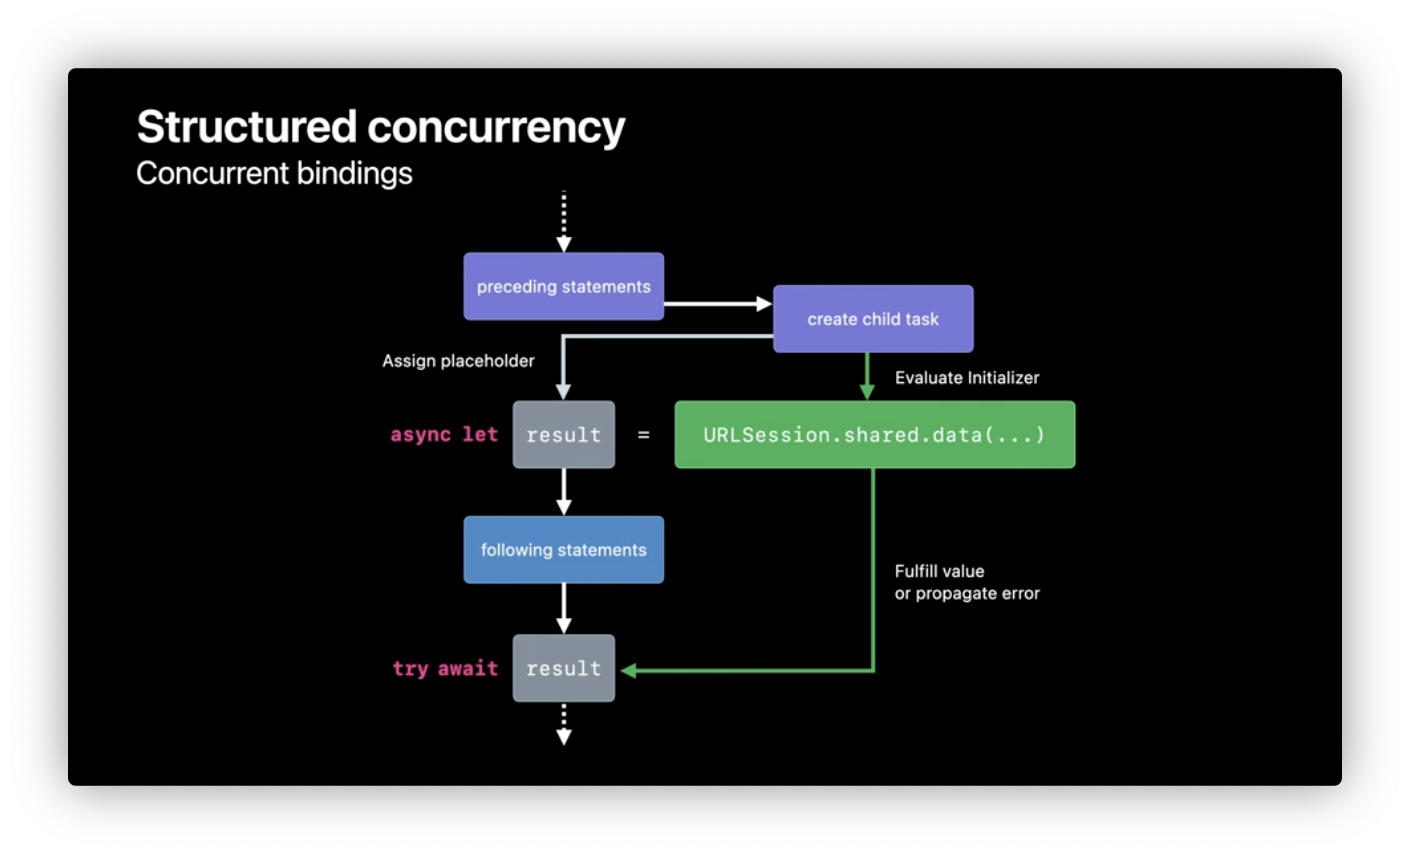 Structured concurrency
Concurrent bindings
preceding statements
create child task
Assign placeholder
Evaluate Initializer
async let result = URLSession.shared.data(...)
following statements
Fulfill value
or propagate error
try await result